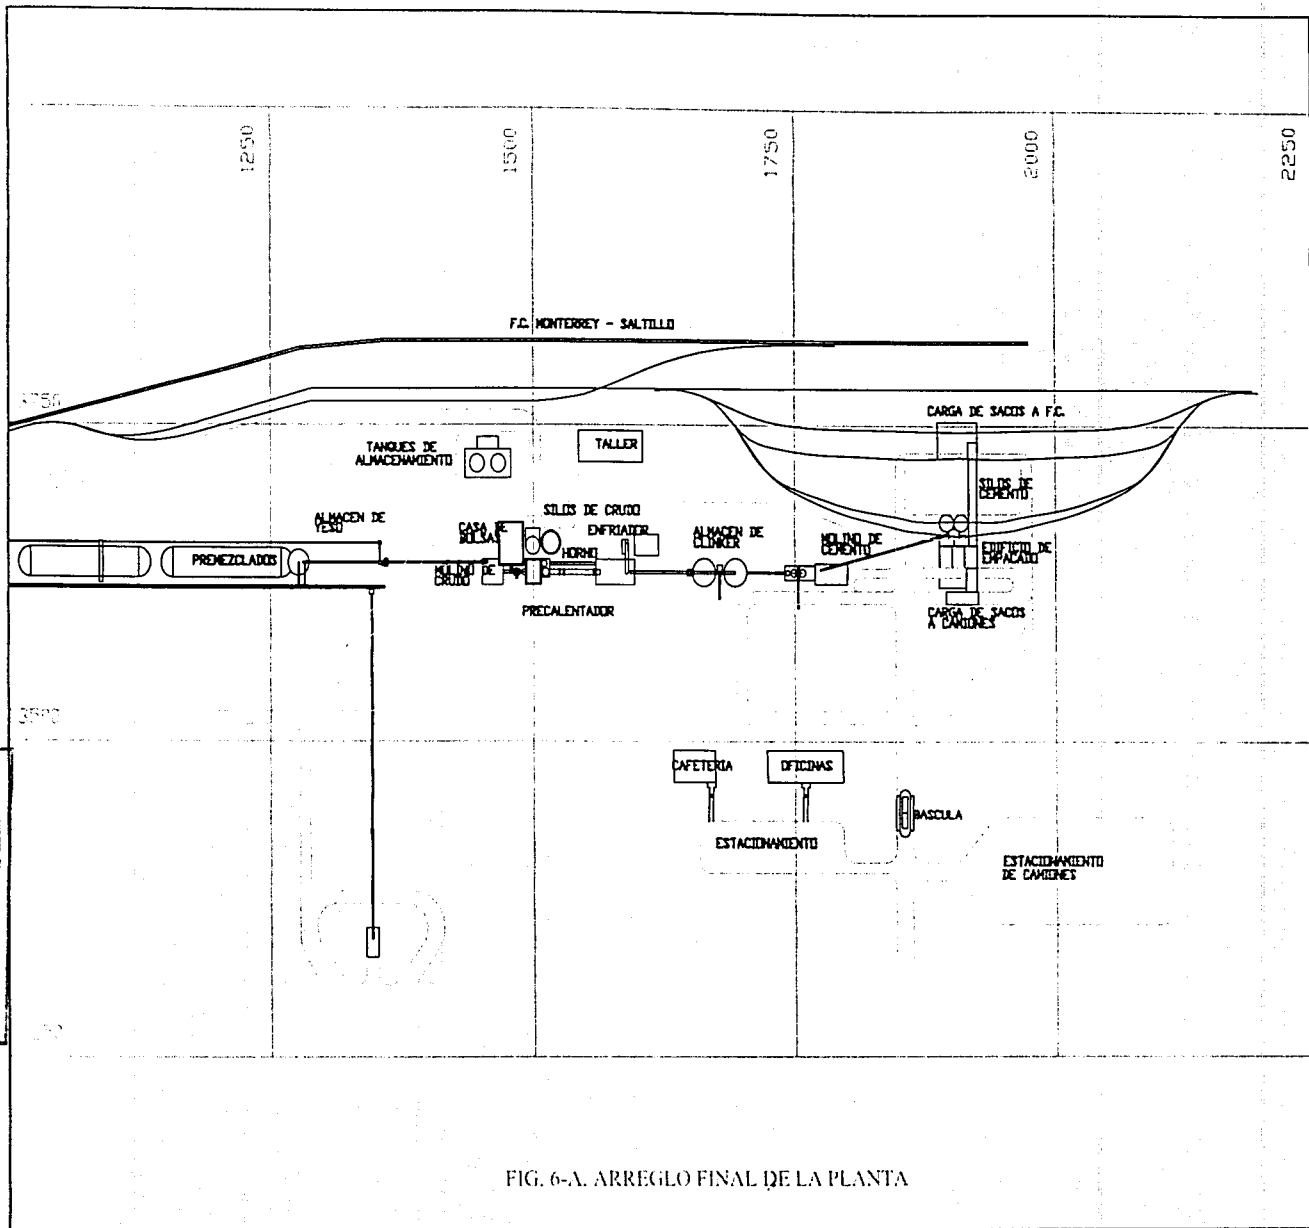 1250
1500
1750
2000
2250
F.C. MONTERREY - SALTILLO
3750
CARGA DE SACOS A F.C.
TANQUES DE
ALMACENAMIENTO
TALLER
SILOS DE
CEMENTO
ALMACEN DE
YESO
CASA DE
BOLSAS
SILOS DE CRUDO
ENFRIADOR
HORNO
ALMACEN DE
CLINKER
MOLINO DE
CEMENTO
EDIFICIO DE
EMPACADO
PREMEZCLADOS
MOLINO DE
CRUDO
PRECALENTADOR
CARGA DE SACOS
A CAMIONES
3500
CAFETERIA
OFICINAS
BASCULA
ESTACIONAMIENTO
ESTACIONAMIENTO
DE CAMIONES
FIG. 6-A. ARREGLO FINAL DE LA PLANTA